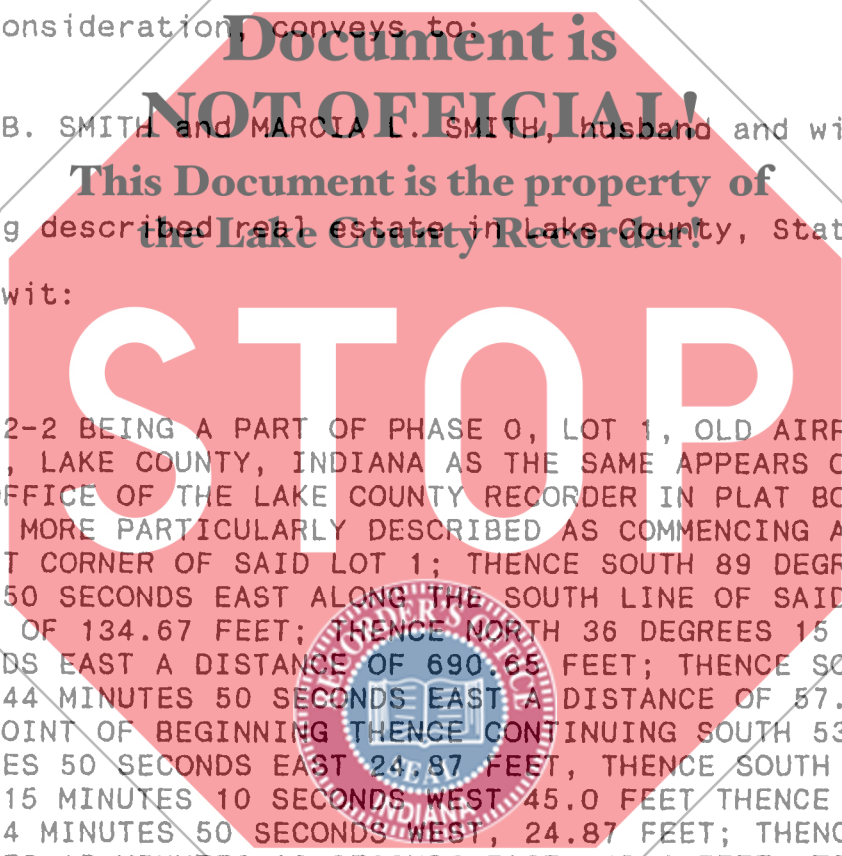 onsideration, conveys to:
Document is
NOT OFFICIAL!
B. SMITH and MARCIA L. SMITH, husband and wi
This Document is the property of
the Lake County Recorder!
g described real estate in Lake County, Stat
wit:
STOP
2-2 BEING A PART OF PHASE O, LOT 1, OLD AIRP
, LAKE COUNTY, INDIANA AS THE SAME APPEARS O
FFICE OF THE LAKE COUNTY RECORDER IN PLAT BO
MORE PARTICULARLY DESCRIBED AS COMMENCING A
T CORNER OF SAID LOT 1; THENCE SOUTH 89 DEGR
50 SECONDS EAST ALONG THE SOUTH LINE OF SAID
OF 134.67 FEET; THENCE NORTH 36 DEGREES 15
DS EAST A DISTANCE OF 690.65 FEET; THENCE SO
44 MINUTES 50 SECONDS EAST A DISTANCE OF 57.
OINT OF BEGINNING THENCE CONTINUING SOUTH 53
ES 50 SECONDS EAST 24.87 FEET, THENCE SOUTH
15 MINUTES 10 SECONDS WEST 45.0 FEET THENCE
4 MINUTES 50 SECONDS WEST, 24.87 FEET; THENC
SEAL
INDIANA